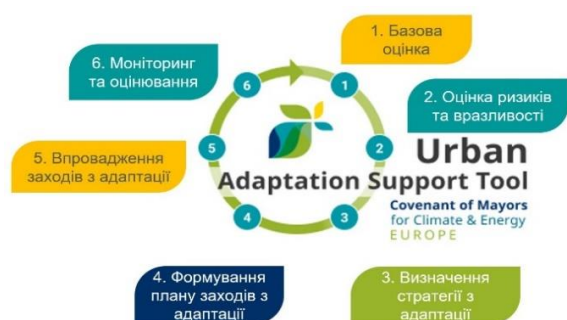 1. Базова
оцінка
6. Моніторинг
та оцінювання
6
1
2. Оцінка ризиків
та вразливості
5. Впровадження
заходів з адаптації
5
2
Urban
Adaptation Support Tool
Covenant of Mayors
for Climate & Energy
EUROPE
4
3
4. Формування
плану заходів з
адаптації
3. Визначення
стратегії з
адаптації